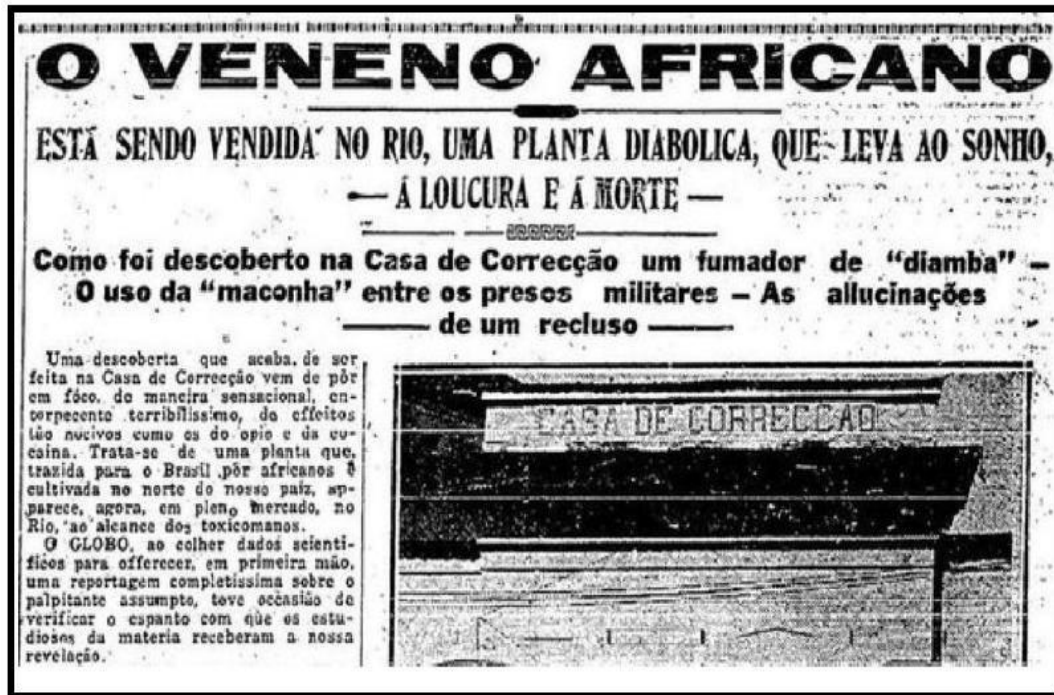 O VENENO AFRICANO
ESTÁ SENDO VENDIDA NO RIO, UMA PLANTA DIABOLICA, QUE LEVA AO SONHO,
— Á LOUCURA E Á MORTE —
Como foi descoberto na Casa de Correcção um fumador de “diamba” –
O uso da “maconha” entre os presos militares – As allucinações
de um recluso
Uma descoberta que acaba de ser
feita na Casa de Correcção vem de pôr
em fóco, de maneira sensacional, en-
torpecente terribilissimo, de effeitos
tão nocivos como os do opio e da co-
caina. Trata-se de uma planta que,
trazida para o Brasil por africanos e
cultivada no norte do nosso paiz, ap-
parece, agora, em pleno mercado, no
Rio, ao alcance dos toxicomanos.
O GLOBO, ao colher dados scienti-
ficos para offerecer, em primeira mão,
uma reportagem completissima sobre o
palpitante assumpto, teve occasião de
verificar o espanto com que os estu-
diosos da materia receberam a nossa
revelação.
CASA DE CORRECCAO